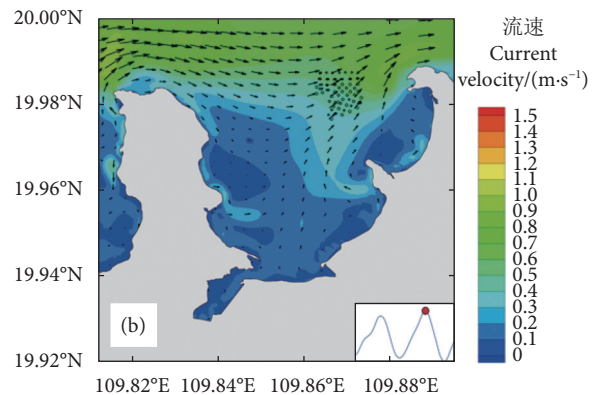 20.00°N
19.98°N
19.96°N
19.94°N
19.92°N
109.82°E 109.84°E 109.86°E 109.88°E
(b)
流速
Current
velocity/(m·s⁻¹)
1.5
1.4
1.3
1.2
1.1
1.0
0.9
0.8
0.7
0.6
0.5
0.4
0.3
0.2
0.1
0